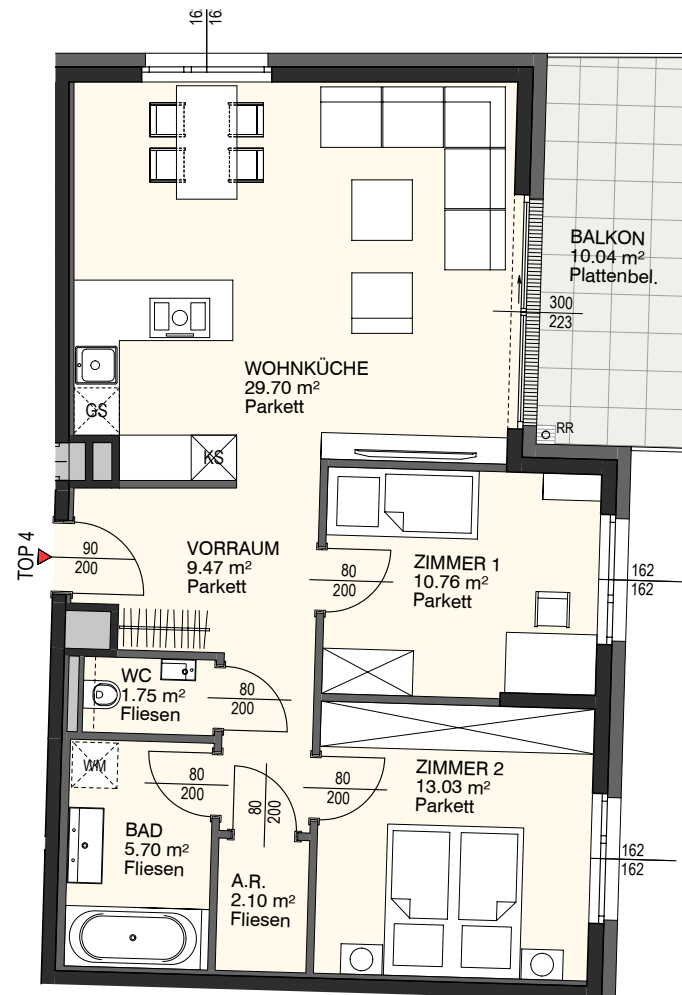 16
16
BALKON
10.04 m²
Plattenbel.
300
223
WOHNKÜCHE
29.70 m²
Parkett
GS
RR
KS
TOP 4
90
200
VORRAUM
9.47 m²
Parkett
80
200
ZIMMER 1
10.76 m²
Parkett
162
162
WC
1.75 m²
Fliesen
80
200
WM
80
200
80
200
80
200
ZIMMER 2
13.03 m²
Parkett
BAD
5.70 m²
Fliesen
A.R.
2.10 m²
Fliesen
162
162